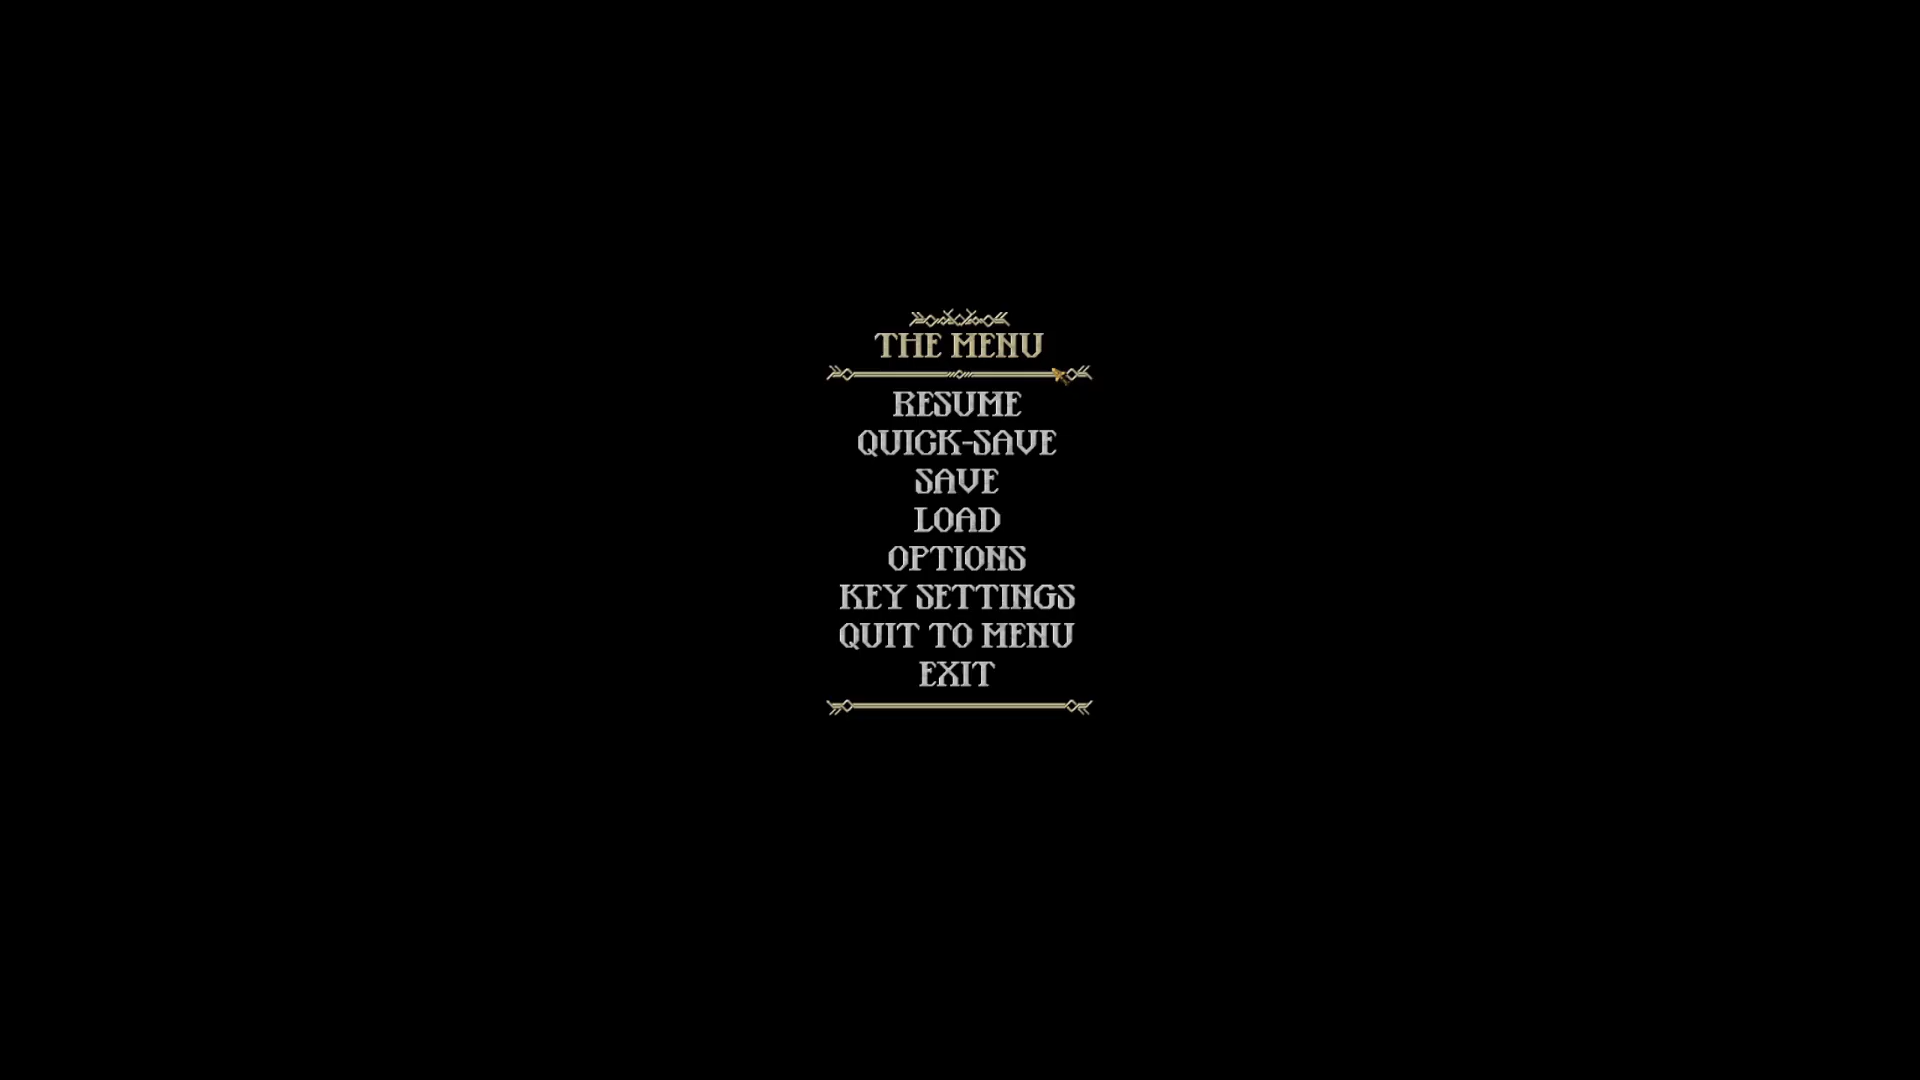 THE MENU
RESUME
QUICK-SAVE
SAVE
LOAD
OPTIONS
KEY SETTINGS
QUIT TO MENU
EXIT